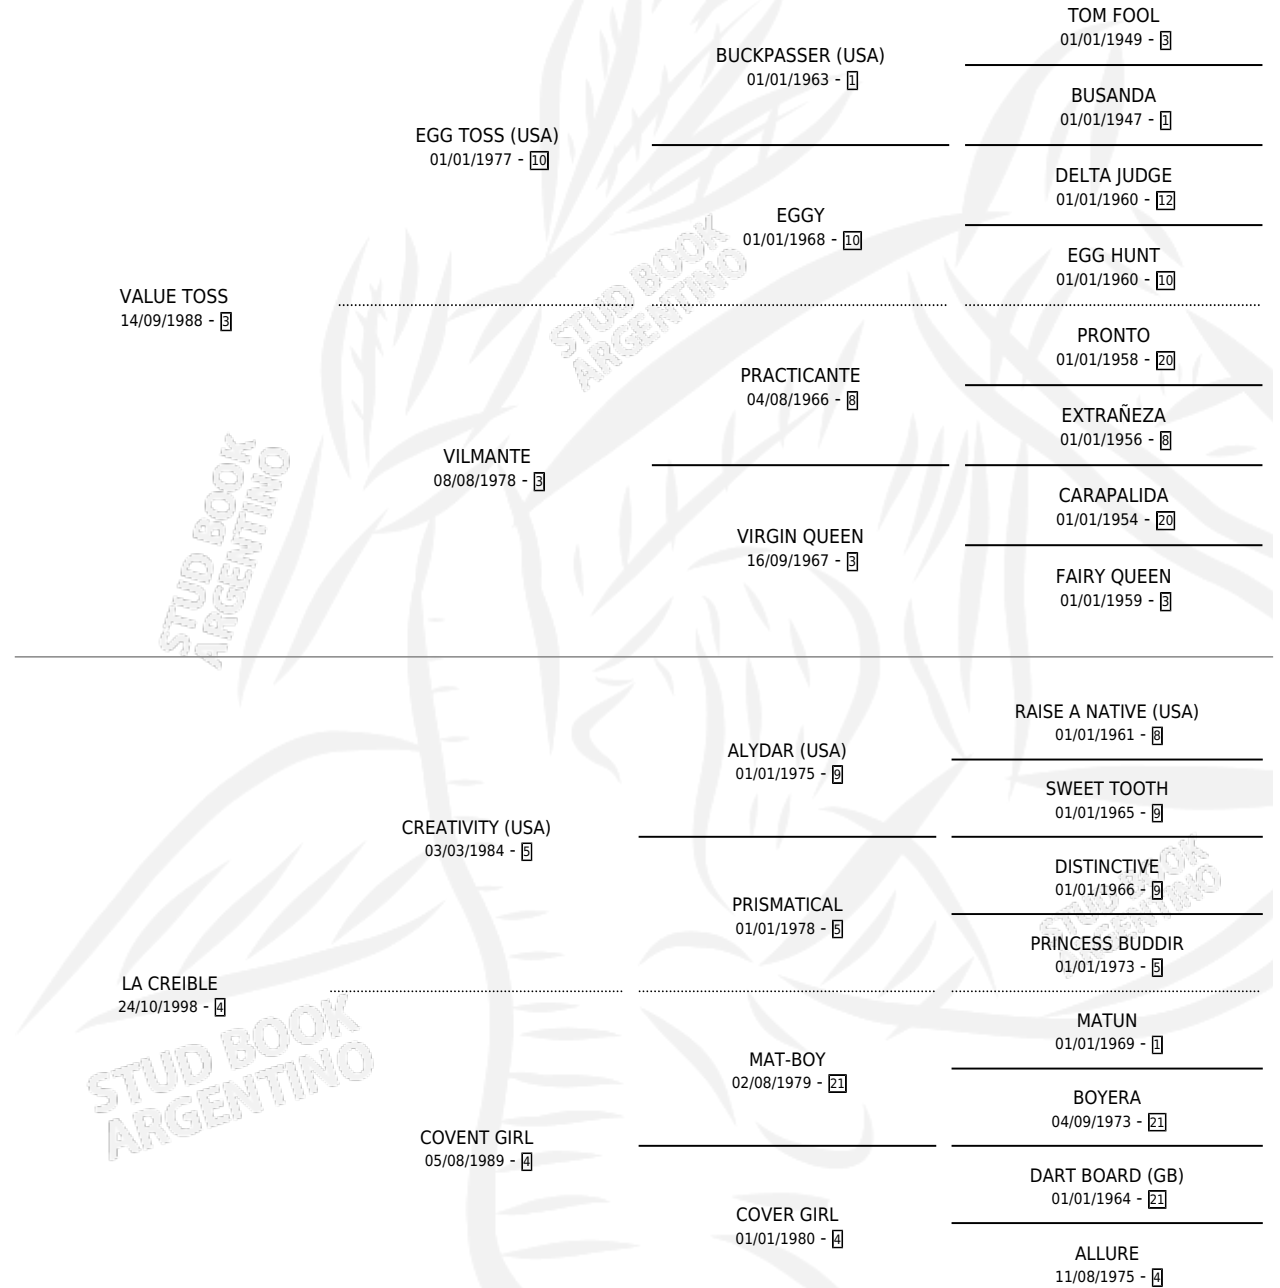 TOM FOOL
01/01/1949 - 3
BUCKPASSER (USA)
01/01/1963 - 1
BUSANDA
01/01/1947 - 1
EGG TOSS (USA)
01/01/1977 - 10
DELTA JUDGE
01/01/1960 - 12
EGGY
01/01/1968 - 10
EGG HUNT
01/01/1960 - 10
VALUE TOSS
14/09/1988 - 3
STUD BOOK
ARGENTINO
PRONTO
01/01/1958 - 20
PRACTICANTE
04/08/1966 - 8
EXTRAÑEZA
01/01/1956 - 8
VILMANTE
08/08/1978 - 3
CARAPALIDA
01/01/1954 - 20
VIRGIN QUEEN
16/09/1967 - 3
FAIRY QUEEN
01/01/1959 - 3
STUD BOOK
ARGENTINO
RAISE A NATIVE (USA)
01/01/1961 - 8
ALYDAR (USA)
01/01/1975 - 9
SWEET TOOTH
01/01/1965 - 9
CREATIVITY (USA)
03/03/1984 - 5
DISTINCTIVE
01/01/1966 - 9
PRISMATICAL
01/01/1978 - 5
STUD BOOK
ARGENTINO
PRINCESS BUDDIR
01/01/1973 - 5
LA CREIBLE
24/10/1998 - 4
MATUN
01/01/1969 - 1
STUD BOOK
ARGENTINO
MAT-BOY
02/08/1979 - 21
BOYERA
04/09/1973 - 21
COVENT GIRL
05/08/1989 - 4
DART BOARD (GB)
01/01/1964 - 21
COVER GIRL
01/01/1980 - 4
ALLURE
11/08/1975 - 4